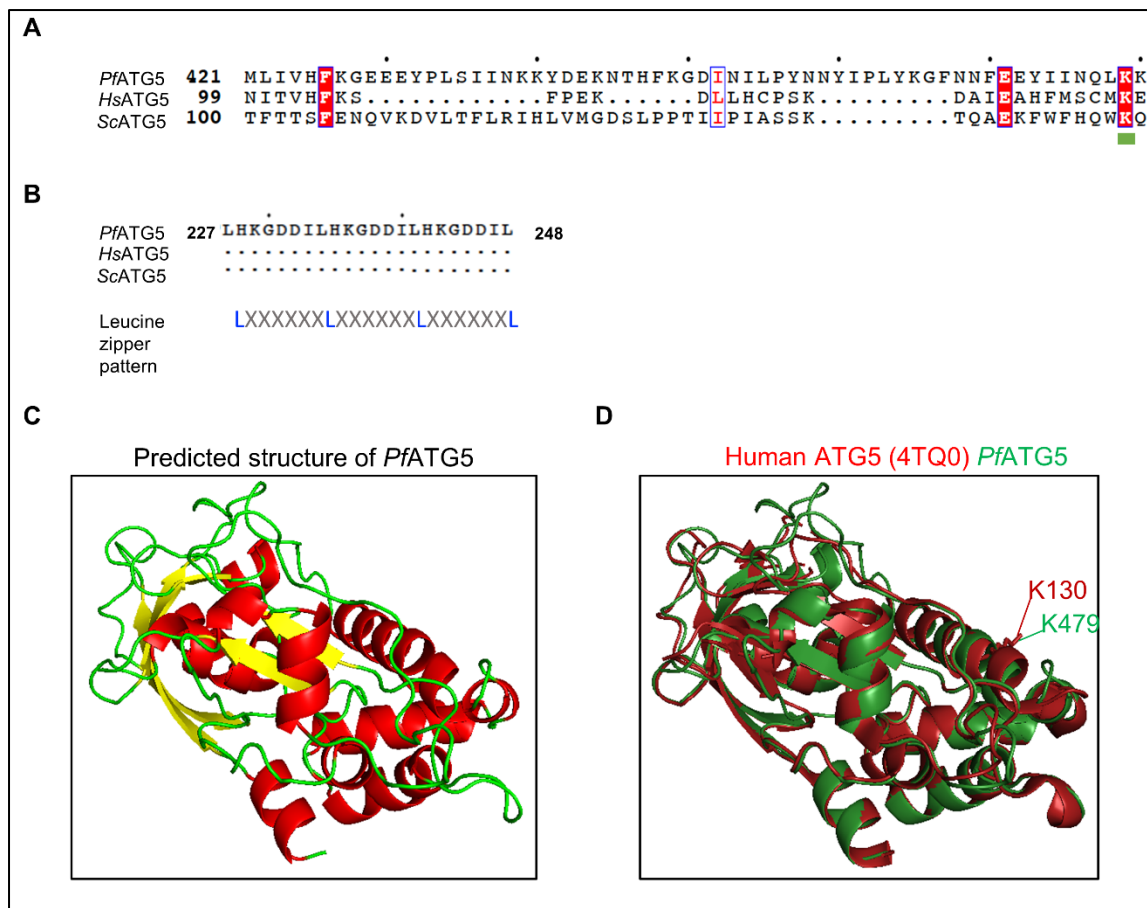 A
PfATG5 421 MLIVHFKGEEEYPLSIINKKYDEKNTHFKGDINILPYNNYIPLYKGFNNFEEYIINQLKK
HsATG5 99 NITVHFKS............FPEK......DLLHCPSK.........DAIEAHFMSCMKE
ScATG5 100 TFTTSFENQVKDVLTFLRIHLVMGDSLPPTIIPIASSK.........TQAEKFWFHQWKQ
B
PfATG5 227 LHKGDDILHKGDDILHKGDDIL 248
HsATG5 ......................
ScATG5 ......................
Leucine LXXXXXXLXXXXXXLXXXXXXL
zipper
pattern
C
Predicted structure of PfATG5
D
Human ATG5 (4TQ0) PfATG5
K130
K479